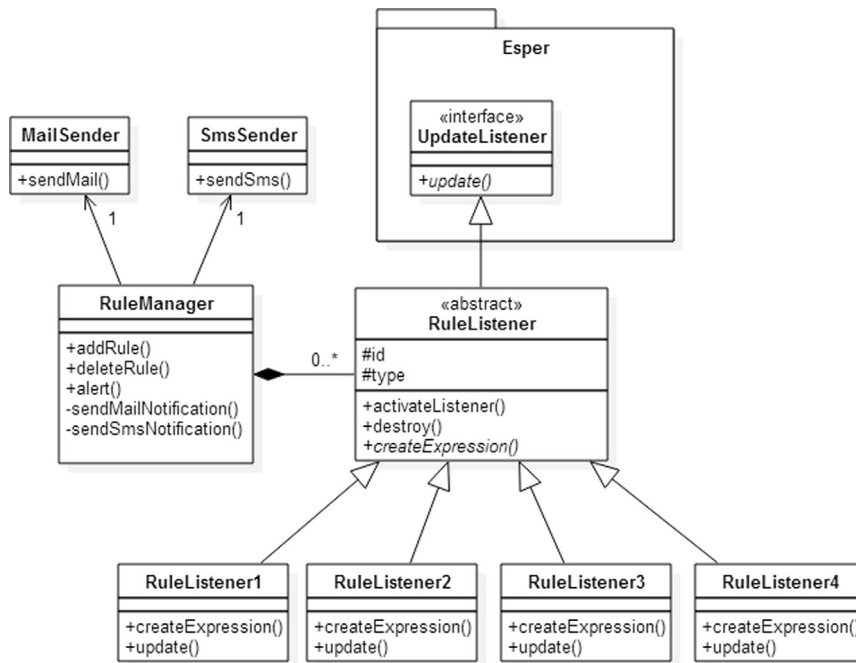 Esper
«interface»
UpdateListener
+update()
MailSender
+sendMail()
SmsSender
+sendSms()
1
1
RuleManager
+addRule()
+deleteRule()
+alert()
-sendMailNotification()
-sendSmsNotification()
0..*
«abstract»
RuleListener
#id
#type
+activateListener()
+destroy()
+createExpression()
RuleListener1
+createExpression()
+update()
RuleListener2
+createExpression()
+update()
RuleListener3
+createExpression()
+update()
RuleListener4
+createExpression()
+update()